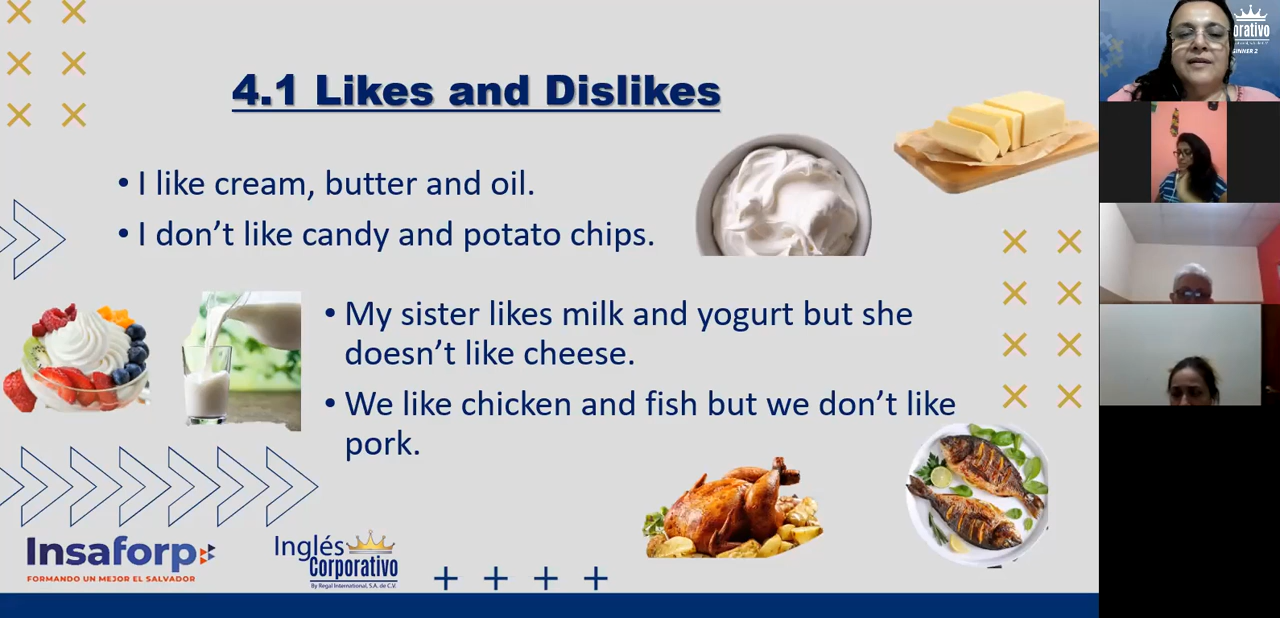 4.1 Likes and Dislikes
• I like cream, butter and oil.
• I don't like candy and potato chips.
• My sister likes milk and yogurt but she
doesn't like cheese.
• We like chicken and fish but we don't like
pork.
Insaforp
FORMANDO UN MEJOR EL SALVADOR
Inglés
Corporativo
By Regal International, S.A. de C.V.
orativo